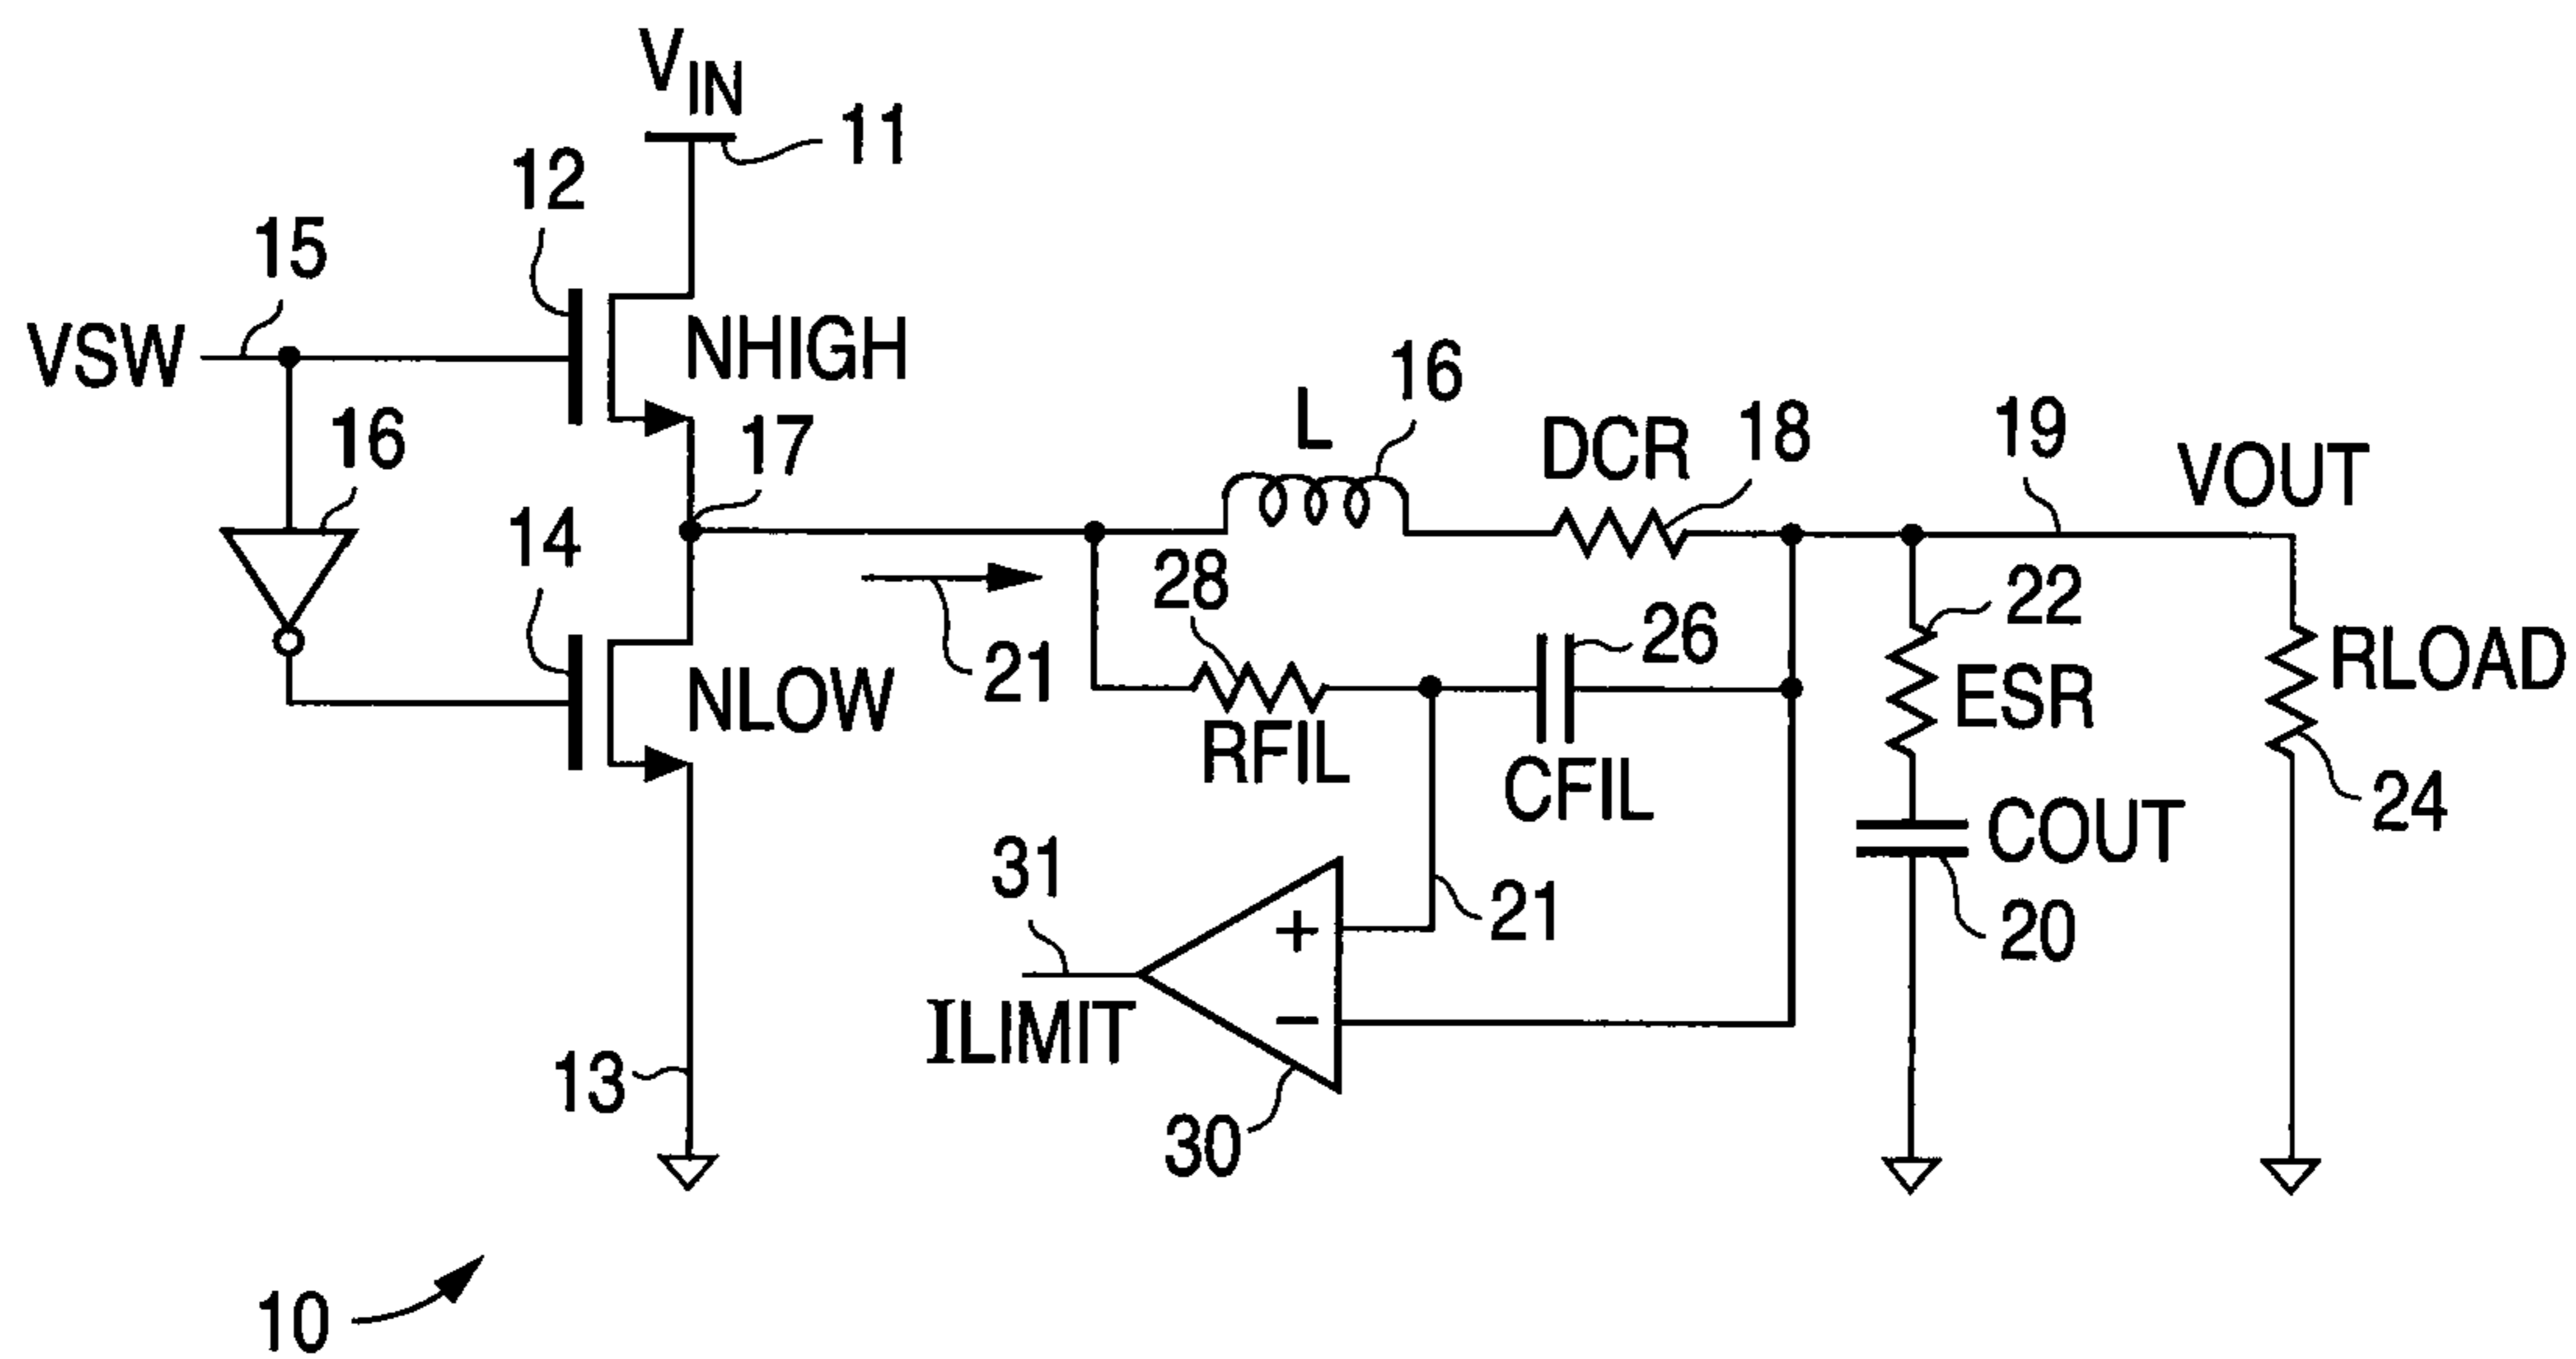 VIN
11
12
15
VSW
NHIGH
16
17
14
NLOW
21
L
16
DCR
18
19
VOUT
28
RFIL
26
CFIL
22
ESR
RLOAD
24
COUT
20
31
ILIMIT
+
−
21
30
13
10